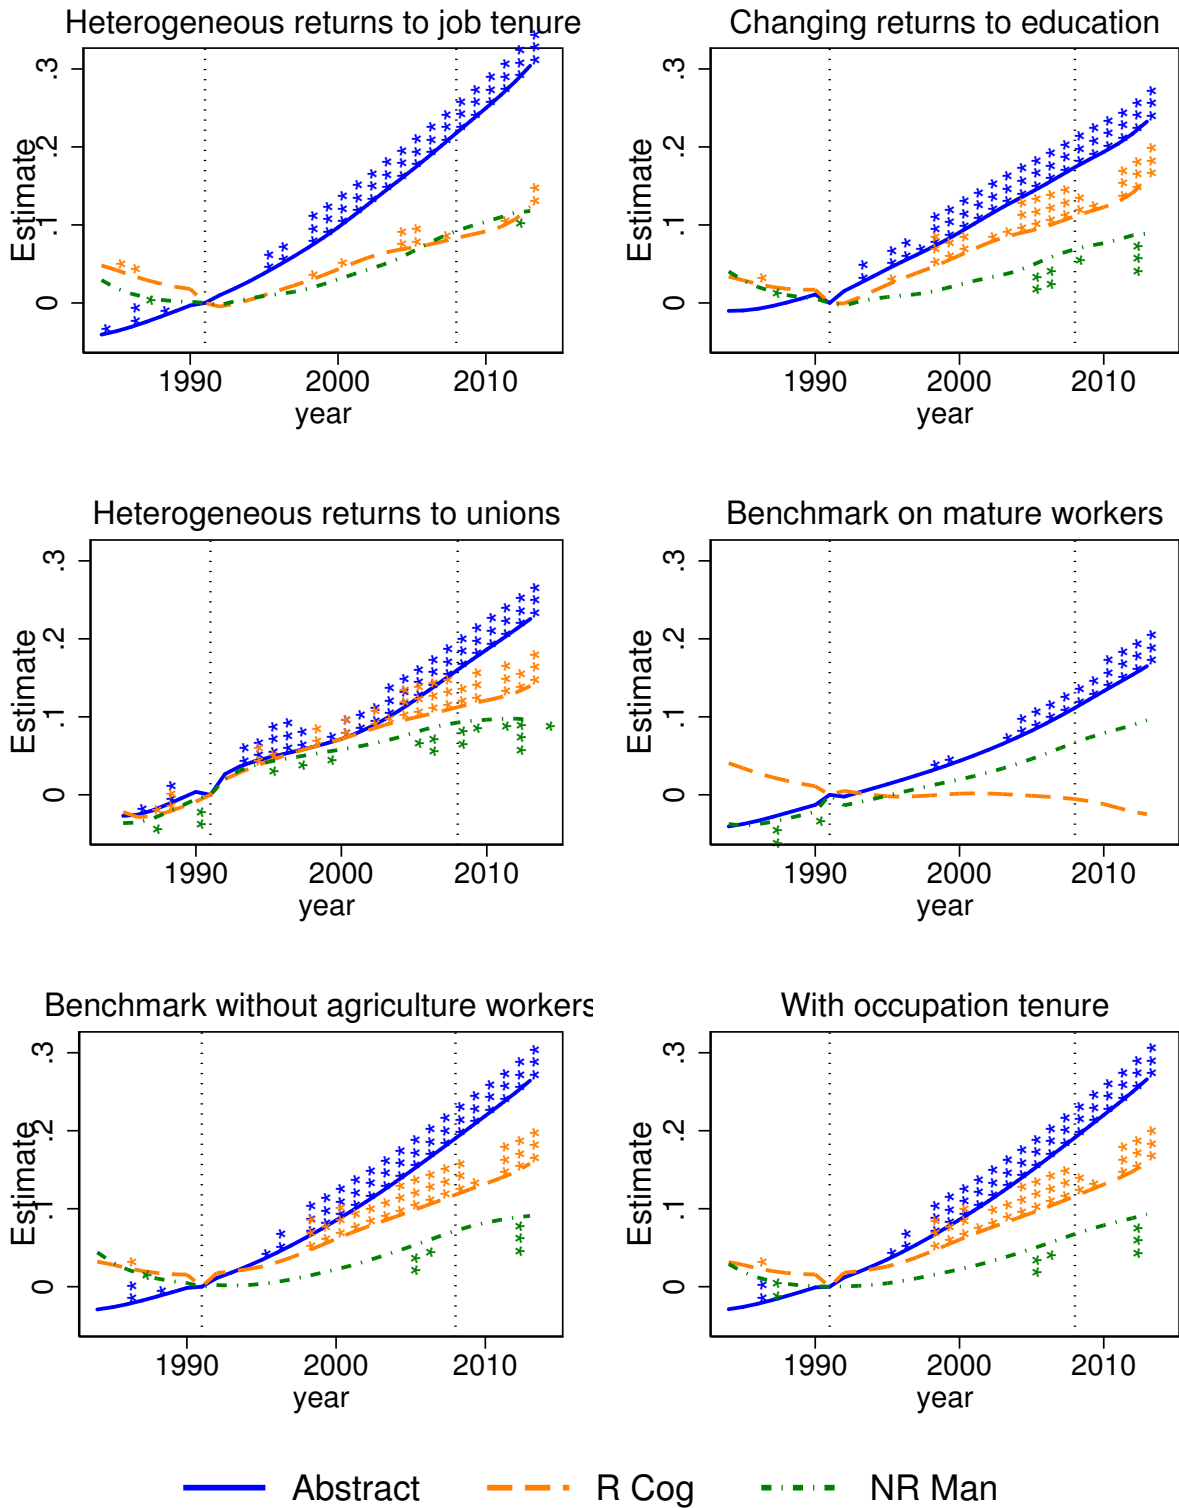 Heterogeneous returns to job tenure
Estimate
0 .1 .2 .3
1990 2000 2010
year
Changing returns to education
Estimate
0 .1 .2 .3
1990 2000 2010
year
Heterogeneous returns to unions
Estimate
0 .1 .2 .3
1990 2000 2010
year
Benchmark on mature workers
Estimate
0 .1 .2 .3
1990 2000 2010
year
Benchmark without agriculture workers
Estimate
0 .1 .2 .3
1990 2000 2010
year
With occupation tenure
Estimate
0 .1 .2 .3
1990 2000 2010
year
Abstract R Cog NR Man